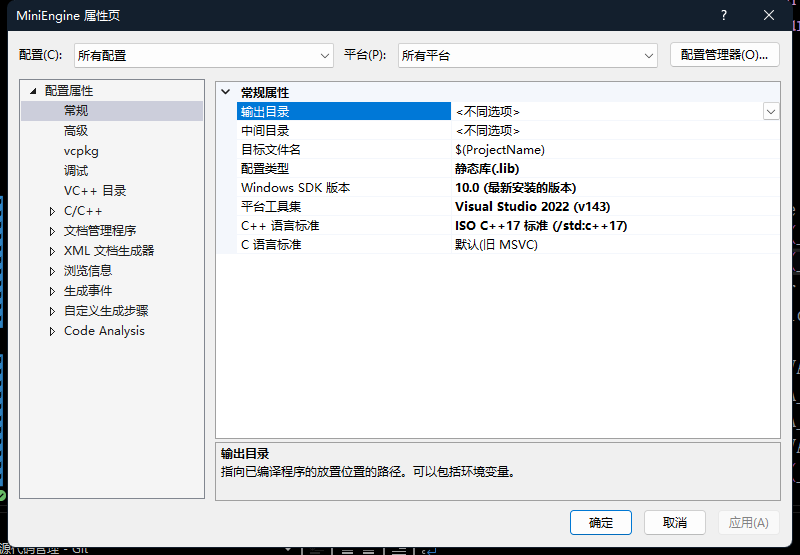 MiniEngine 属性页
配置(C): 所有配置 平台(P): 所有平台 配置管理器(O)...
配置属性
常规
高级
vcpkg
调试
VC++ 目录
C/C++
文档管理程序
XML 文档生成器
浏览信息
生成事件
自定义生成步骤
Code Analysis
常规属性
输出目录 <不同选项>
中间目录 <不同选项>
目标文件名 $(ProjectName)
配置类型 静态库(.lib)
Windows SDK 版本 10.0 (最新安装的版本)
平台工具集 Visual Studio 2022 (v143)
C++ 语言标准 ISO C++17 标准 (/std:c++17)
C 语言标准 默认(旧 MSVC)
输出目录
指向已编译程序的放置位置的路径。可以包括环境变量。
确定 取消 应用(A)
源代码管理 - Git